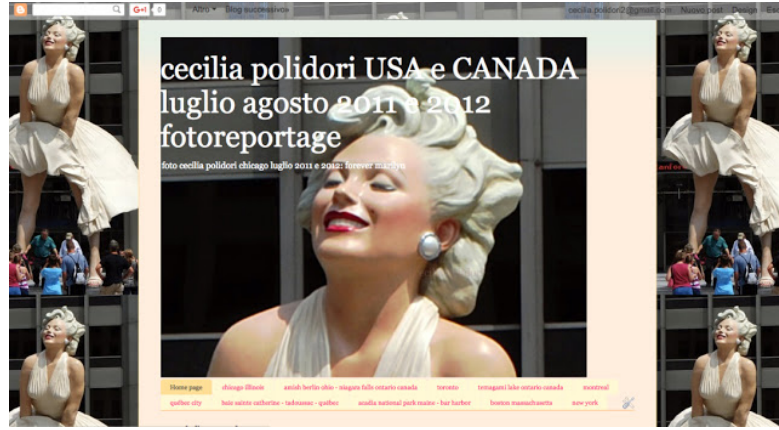 G+1 0 Altro Blog successivo» cecilia.polidori2@gmail.com Nuovo post Design
cecilia polidori USA e CANADA
luglio agosto 2011 e 2012
fotoreportage
foto cecilia polidori chicago luglio 2011 e 2012: forever marilyn
Home page chicago illinois amish berlin ohio - niagara falls ontario canada toronto temagami lake ontario canada montreal
québec city baie sainte catherine - tadoussac - québec acadia national park maine - bar harbor boston massachusetts new york